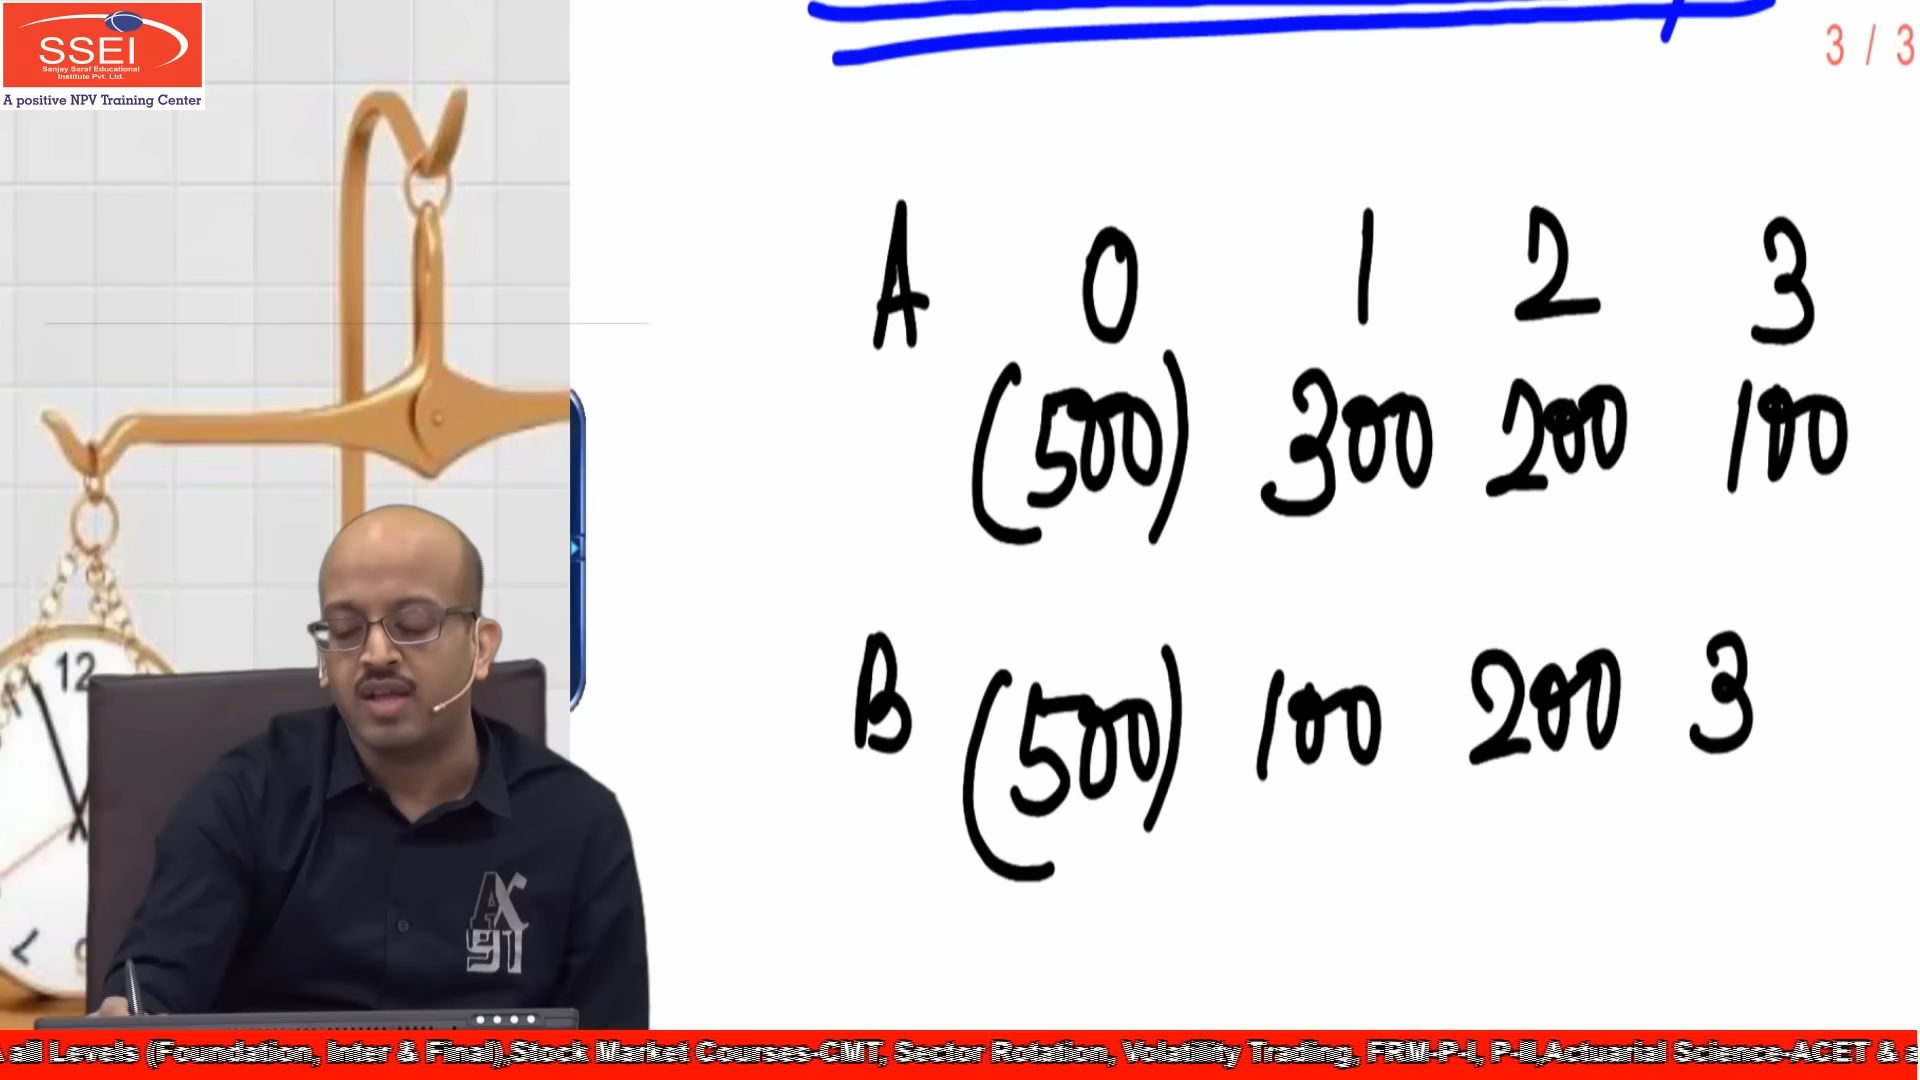 SSEI
Sanjay Saraf Educational
Institute Pvt. Ltd.
A positive NPV Training Center
3 / 3
A 0 1 2 3
(500) 300 200 100
B (500) 100 200 3
12
all Levels (Foundation, Inter & Final),Stock Market Courses-CMT, Sector Rotation, Volatility Trading, FRM-P-I, P-II,Actuarial Science-ACET &